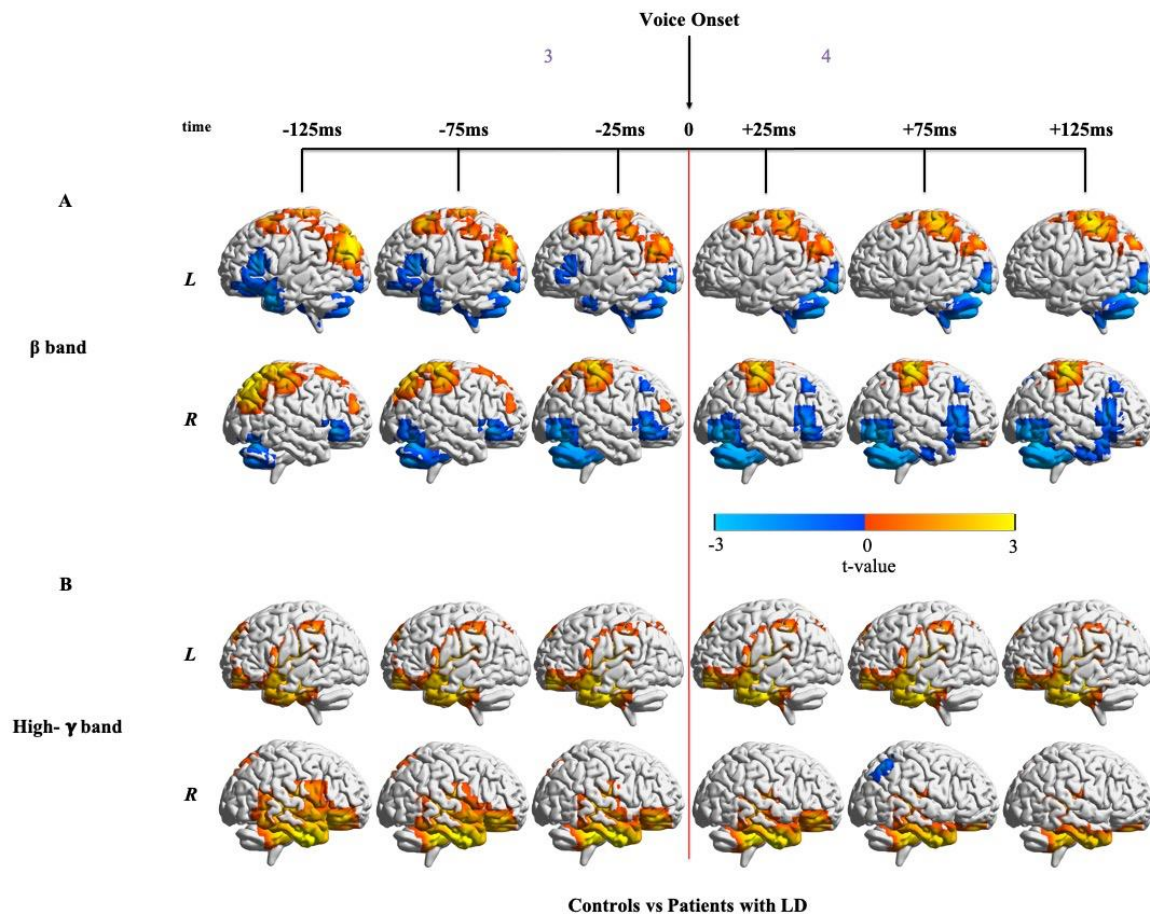 Voice Onset
3 4
time -125ms -75ms -25ms 0 +25ms +75ms +125ms
A
L
β band
R
-3 0 3
t-value
B
L
High- γ band
R
Controls vs Patients with LD